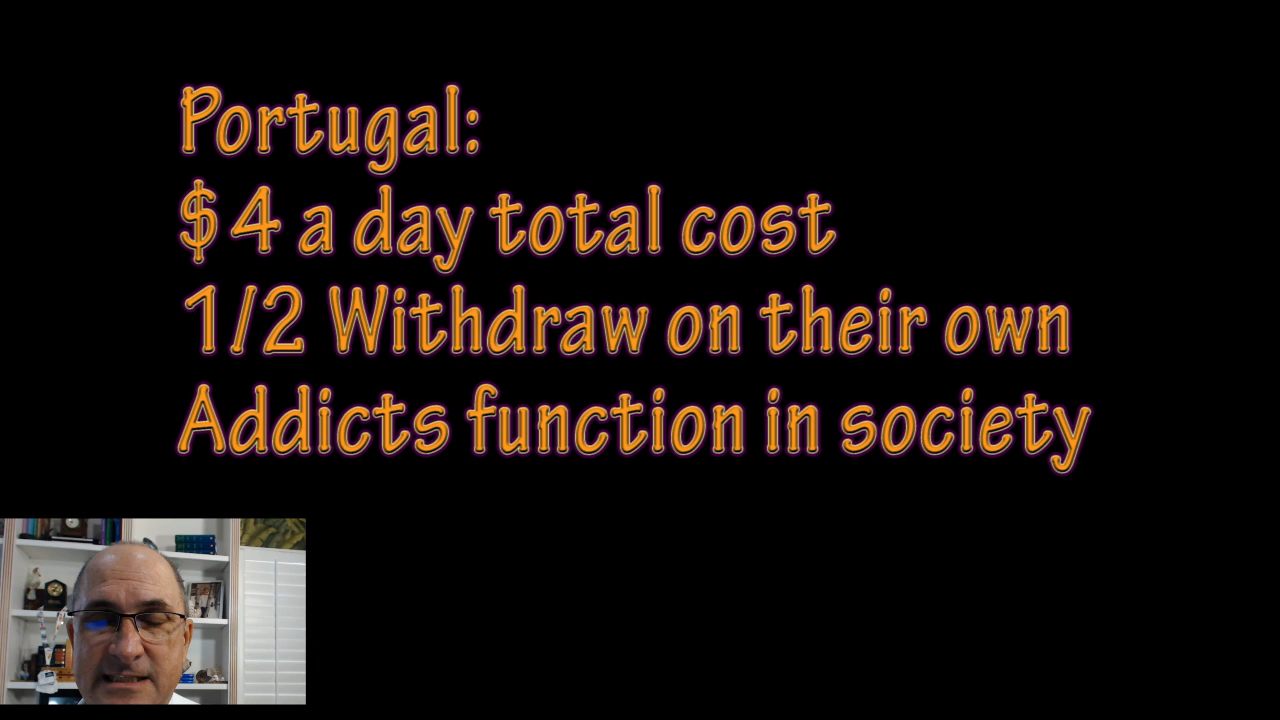 Portugal:
$4 a day total cost
1/2 Withdraw on their own
Addicts function in society